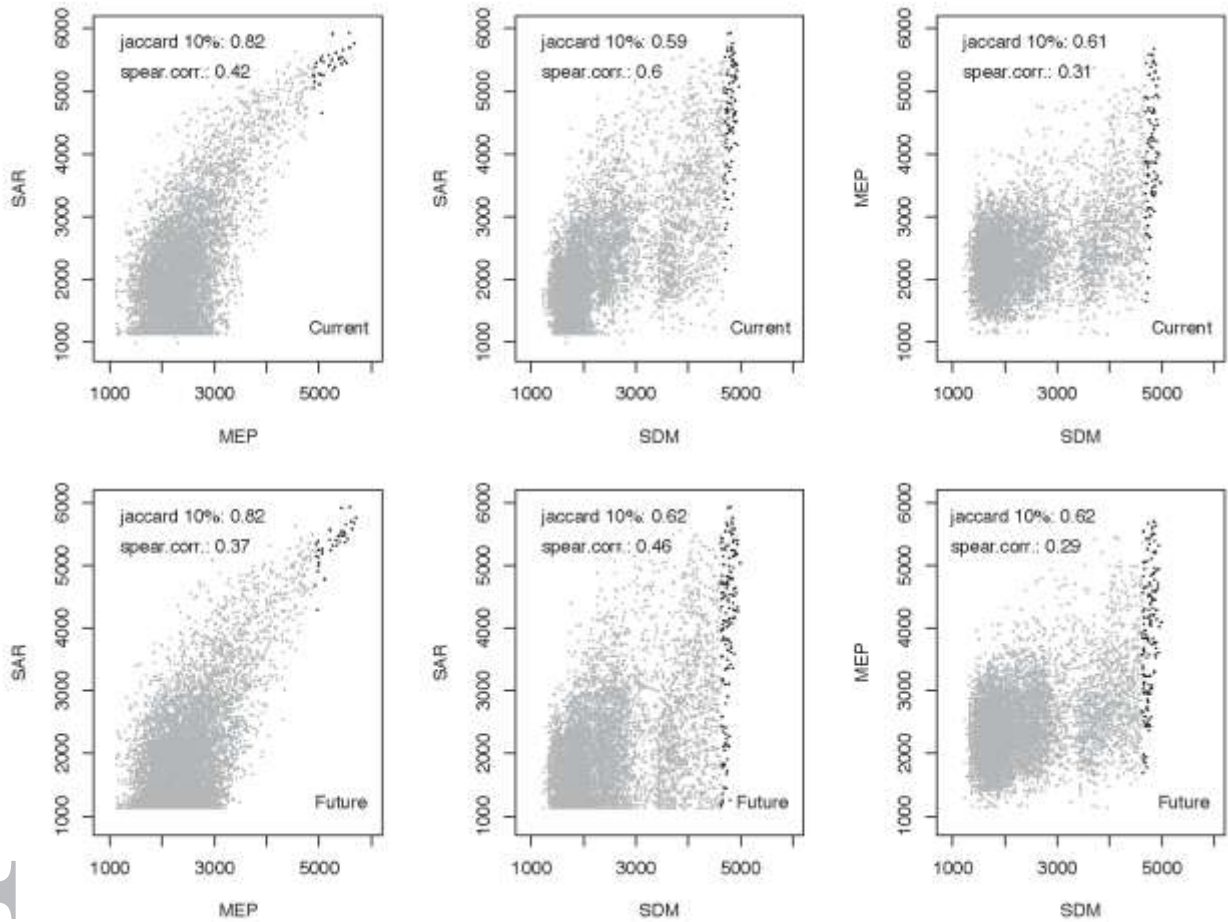 jaccard 10%: 0.82
spear.corr.: 0.42
SAR
6000
5000
4000
3000
2000
1000
Current
1000 3000 5000
MEP
jaccard 10%: 0.59
spear.corr.: 0.6
SAR
6000
5000
4000
3000
2000
1000
Current
1000 3000 5000
SDM
jaccard 10%: 0.61
spear.corr.: 0.31
MEP
6000
5000
4000
3000
2000
1000
Current
1000 3000 5000
SDM
jaccard 10%: 0.82
spear.corr.: 0.37
SAR
6000
5000
4000
3000
2000
1000
Future
1000 3000 5000
MEP
jaccard 10%: 0.62
spear.corr.: 0.46
SAR
6000
5000
4000
3000
2000
1000
Future
1000 3000 5000
SDM
jaccard 10%: 0.62
spear.corr.: 0.29
MEP
6000
5000
4000
3000
2000
1000
Future
1000 3000 5000
SDM